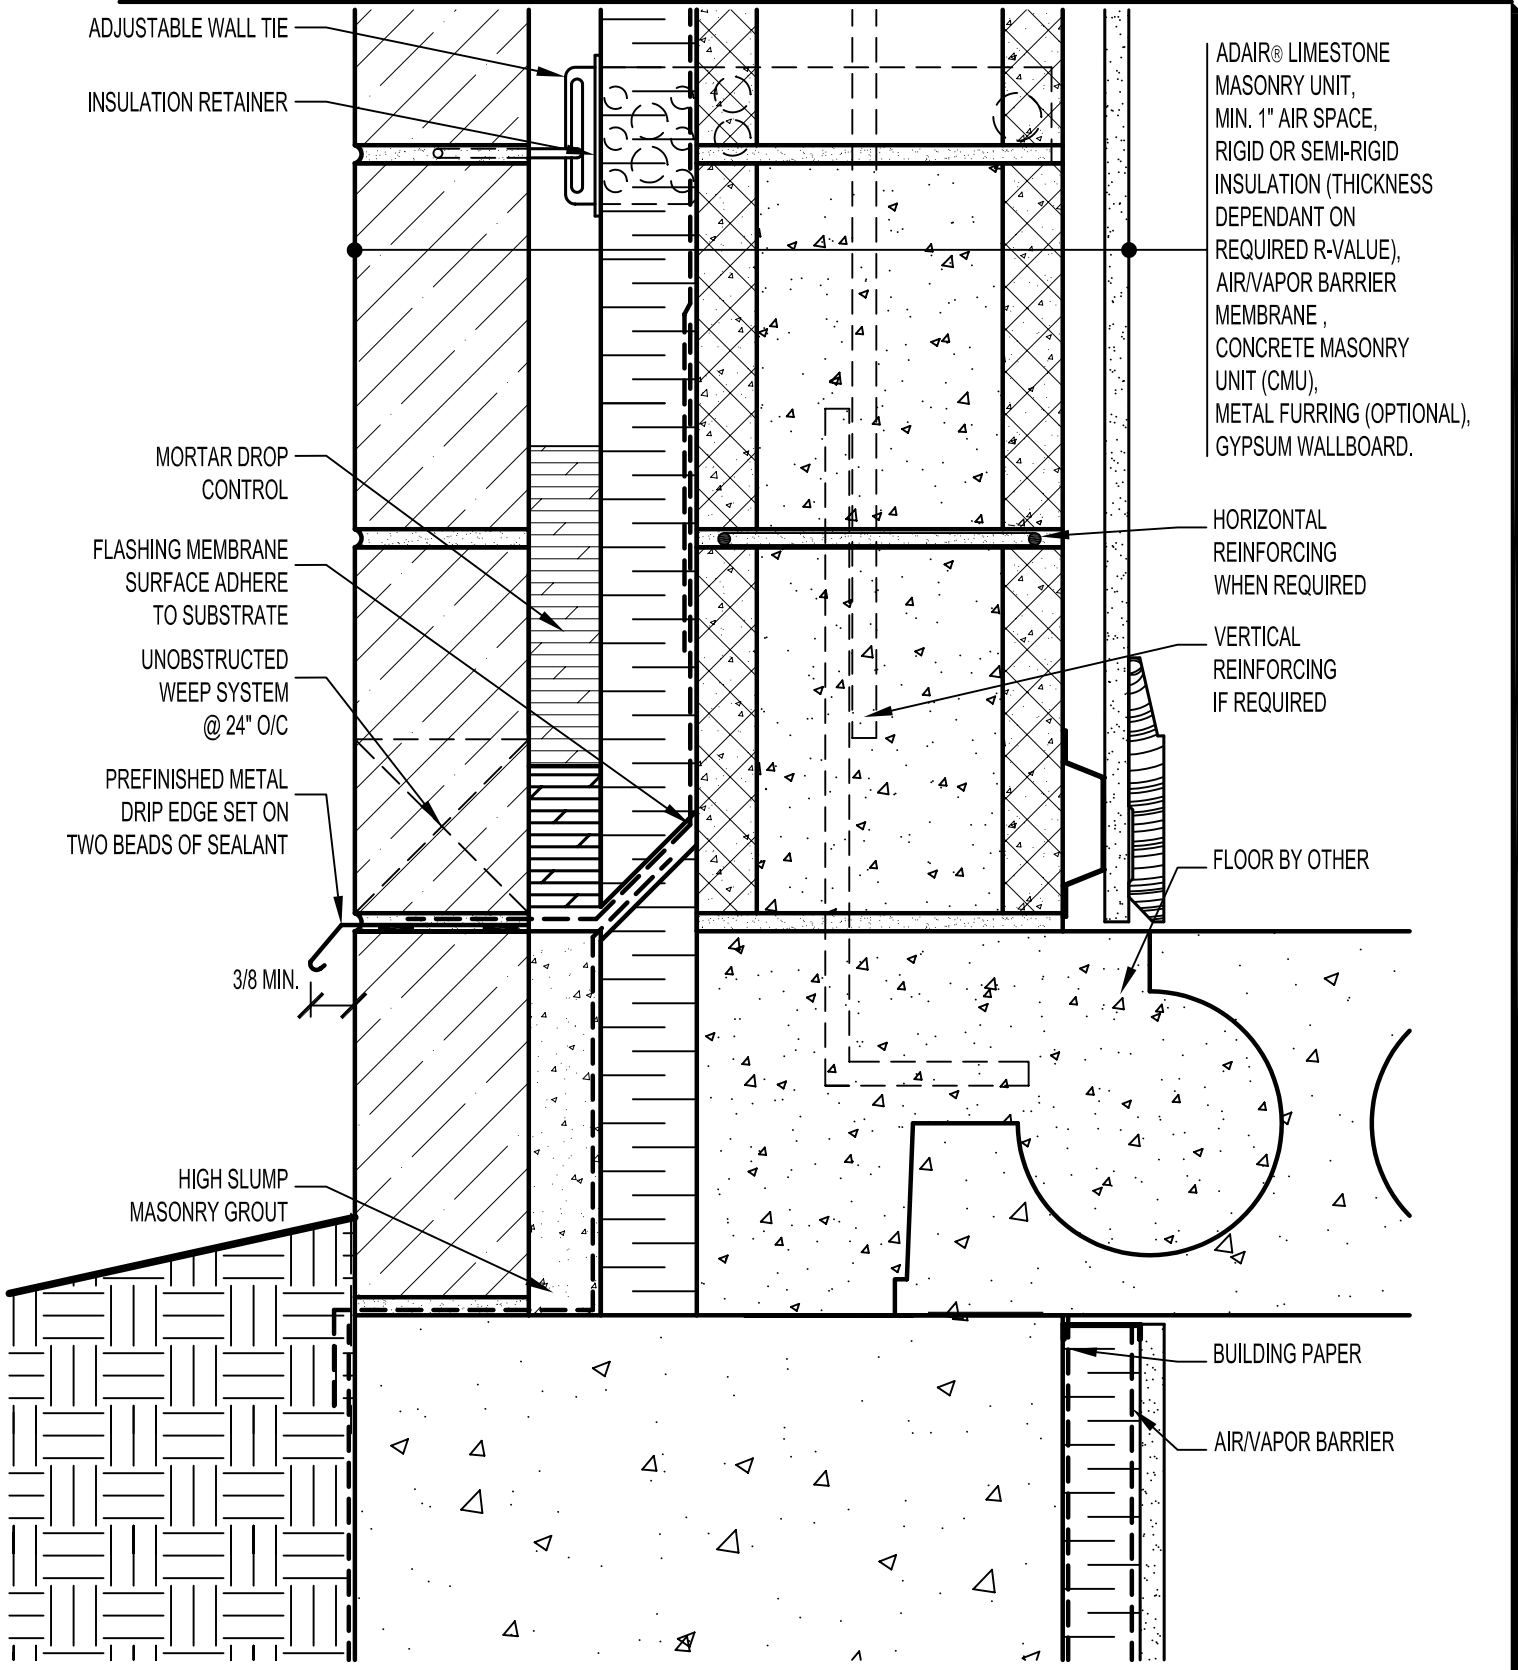 ADJUSTABLE WALL TIE
INSULATION RETAINER
MORTAR DROP
CONTROL
FLASHING MEMBRANE
SURFACE ADHERE
TO SUBSTRATE
UNOBSTRUCTED
WEEP SYSTEM
@ 24" O/C
PREFINISHED METAL
DRIP EDGE SET ON
TWO BEADS OF SEALANT
3/8 MIN.
HIGH SLUMP
MASONRY GROUT
ADAIR® LIMESTONE
MASONRY UNIT,
MIN. 1" AIR SPACE,
RIGID OR SEMI-RIGID
INSULATION (THICKNESS
DEPENDANT ON
REQUIRED R-VALUE),
AIR/VAPOR BARRIER
MEMBRANE ,
CONCRETE MASONRY
UNIT (CMU),
METAL FURRING (OPTIONAL),
GYPSUM WALLBOARD.
HORIZONTAL
REINFORCING
WHEN REQUIRED
VERTICAL
REINFORCING
IF REQUIRED
FLOOR BY OTHER
BUILDING PAPER
AIR/VAPOR BARRIER